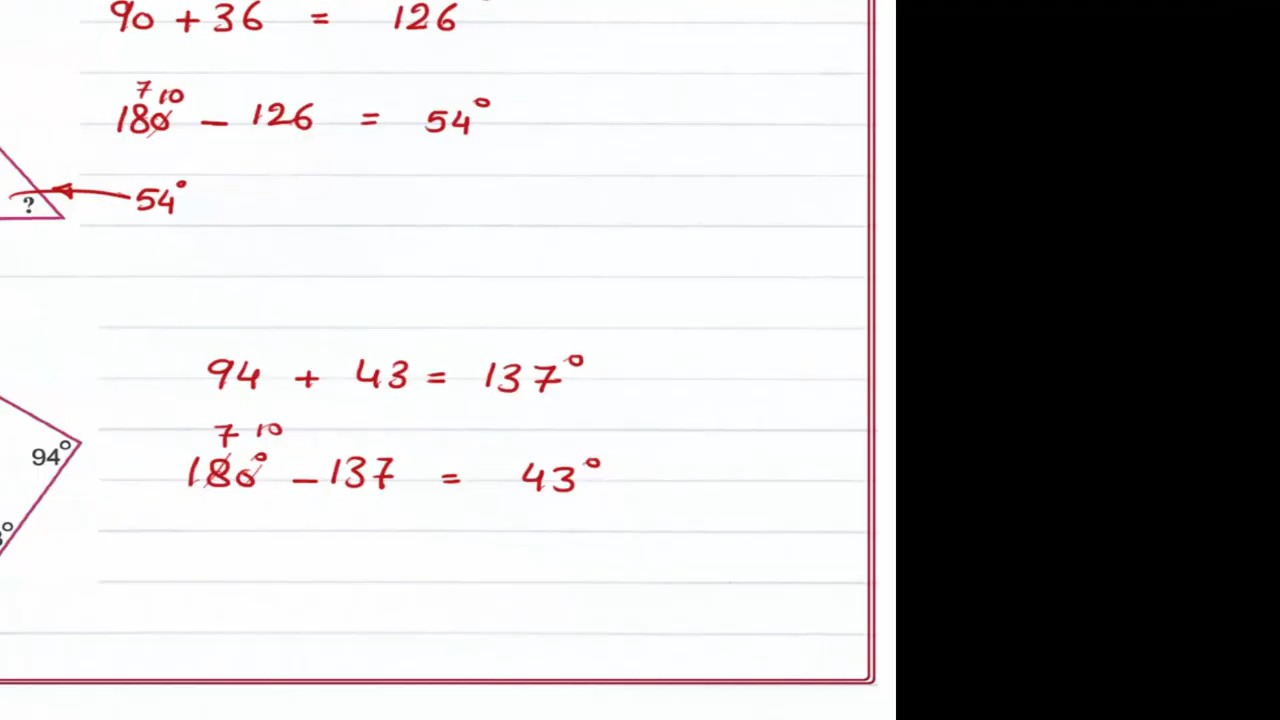 90 + 36 = 126
7 10
180 - 126 = 54°
54°
?
94 + 43 = 137°
7 10
94°
180° - 137 = 43°